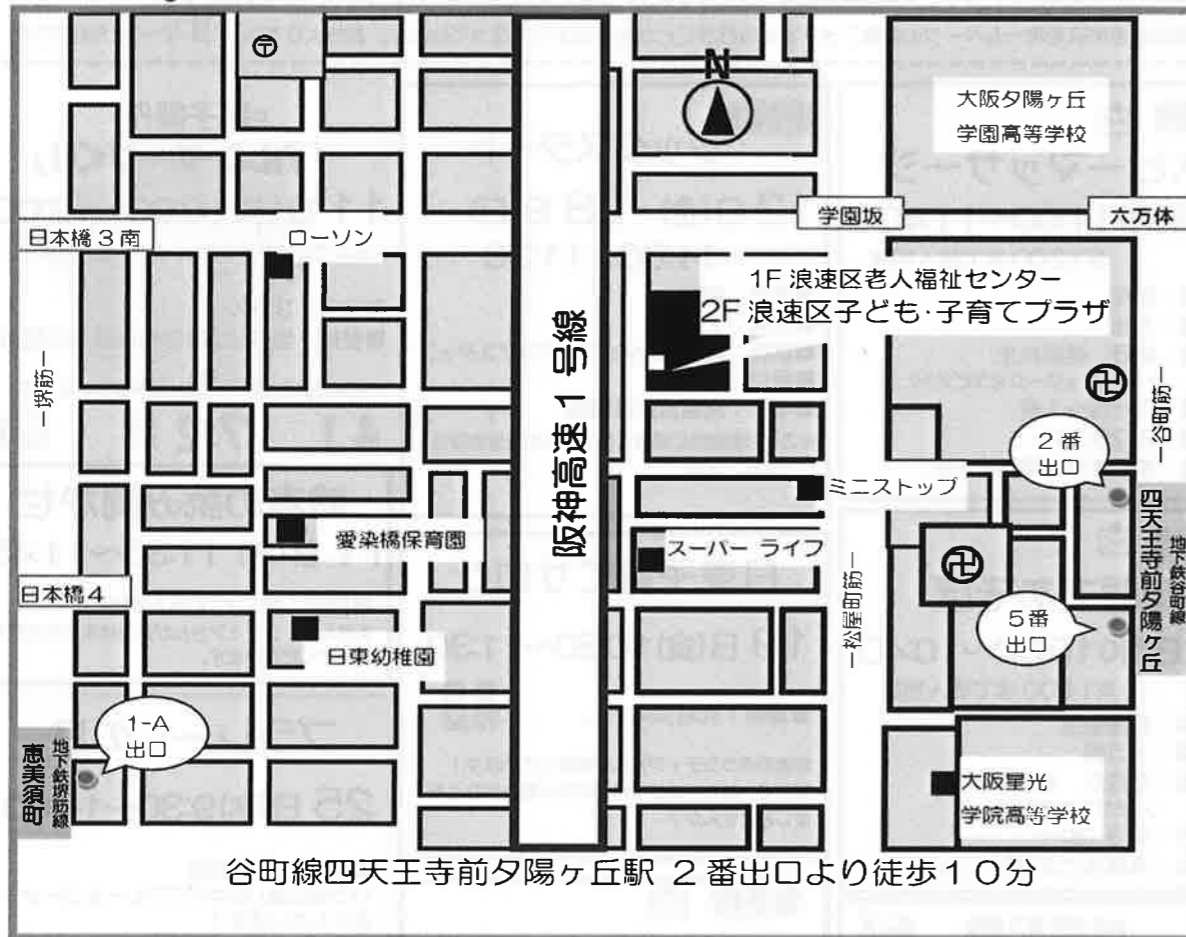 〒
N
大阪夕陽ヶ丘
学園高等学校
学園坂
六万体
日本橋3南
ローソン
1F 浪速区老人福祉センター
2F 浪速区子ども・子育てプラザ
阪神高速1号線
―堺筋―
―谷町筋―
卍
2番
出口
ミニストップ
愛染橋保育園
スーパー ライフ
卍
四天王寺前夕陽ヶ丘
地下鉄谷町線
日本橋4
―松屋町筋―
5番
出口
日東幼稚園
1-A
出口
恵美須町
地下鉄堺筋線
大阪星光
学院高等学校
谷町線四天王寺前夕陽ヶ丘駅 2番出口より徒歩10分